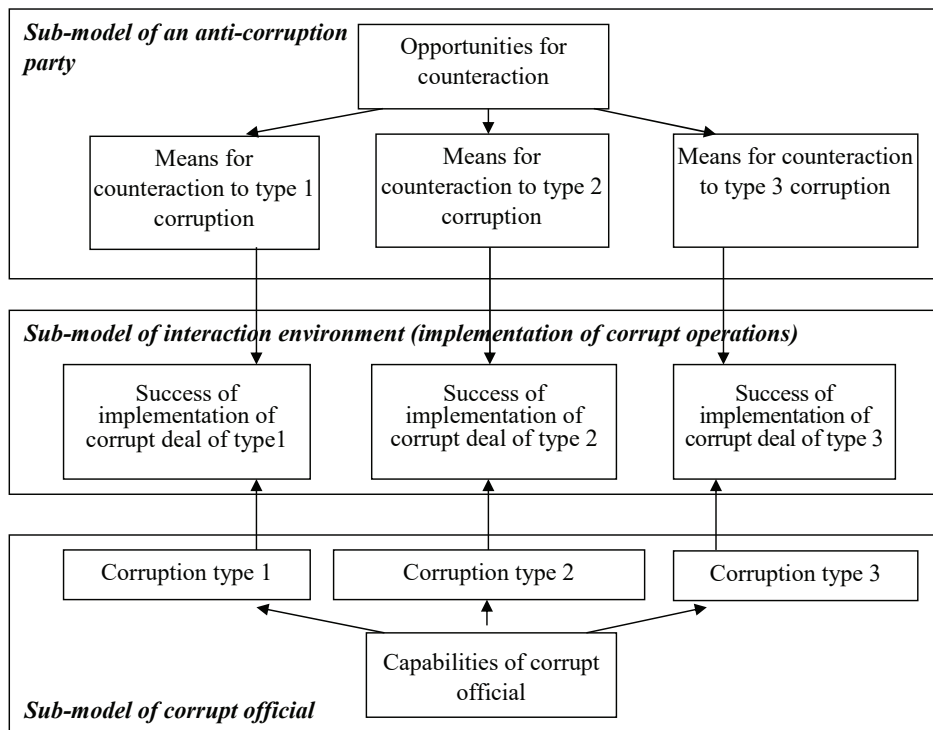 Sub-model of an anti-corruption
party
Opportunities for
counteraction
Means for
counteraction to type 1
corruption
Means for
counteraction to type 2
corruption
Means for counteraction
to type 3 corruption
Sub-model of interaction environment (implementation of corrupt operations)
Success of
implementation of
corrupt deal of type1
Success of
implementation of
corrupt deal of type 2
Success of
implementation of
corrupt deal of type 3
Corruption type 1
Corruption type 2
Corruption type 3
Capabilities of corrupt
official
Sub-model of corrupt official